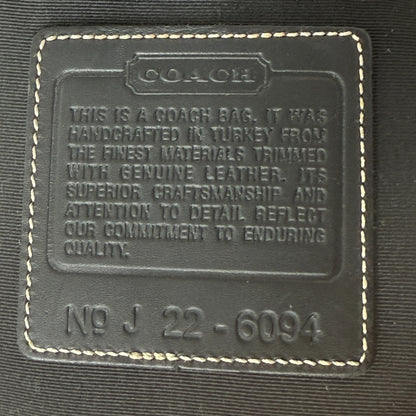 COACH
THIS IS A COACH BAG. IT WAS
HANDCRAFTED IN TURKEY FROM
THE FINEST MATERIALS TRIMMED
WITH GENUINE LEATHER. ITS
SUPERIOR CRAFTSMANSHIP AND
ATTENTION TO DETAIL REFLECT
OUR COMMITMENT TO ENDURING
QUALITY.
Nº J 22-6094